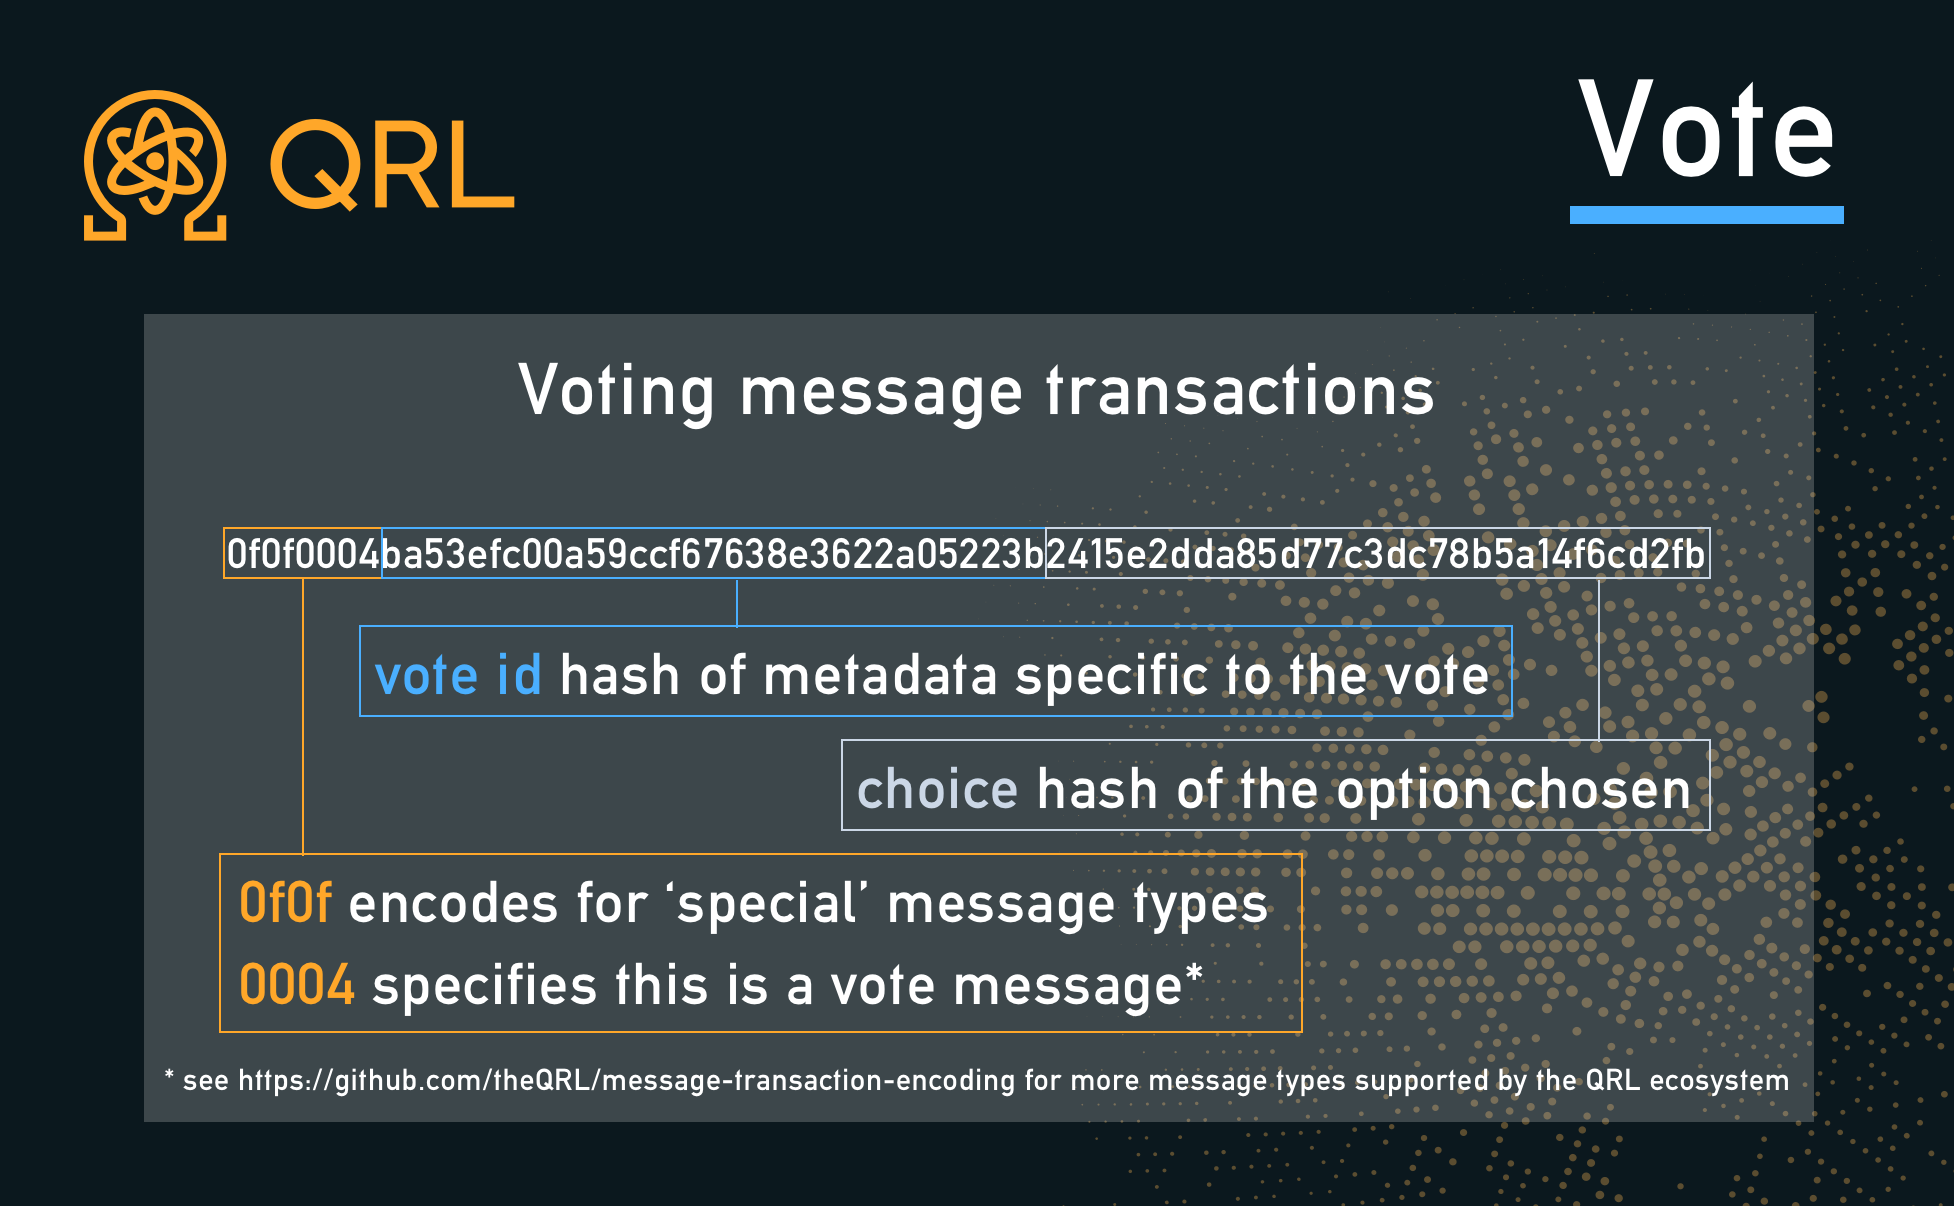 QRL
Vote
Voting message transactions
0f0f0004ba53efc00a59ccf67638e3622a05223b2415e2dda85d77c3dc78b5a14f6cd2fb
vote id hash of metadata specific to the vote
choice hash of the option chosen
0f0f encodes for ‘special’ message types
0004 specifies this is a vote message*
* see https://github.com/theQRL/message-transaction-encoding for more message types supported by the QRL ecosystem